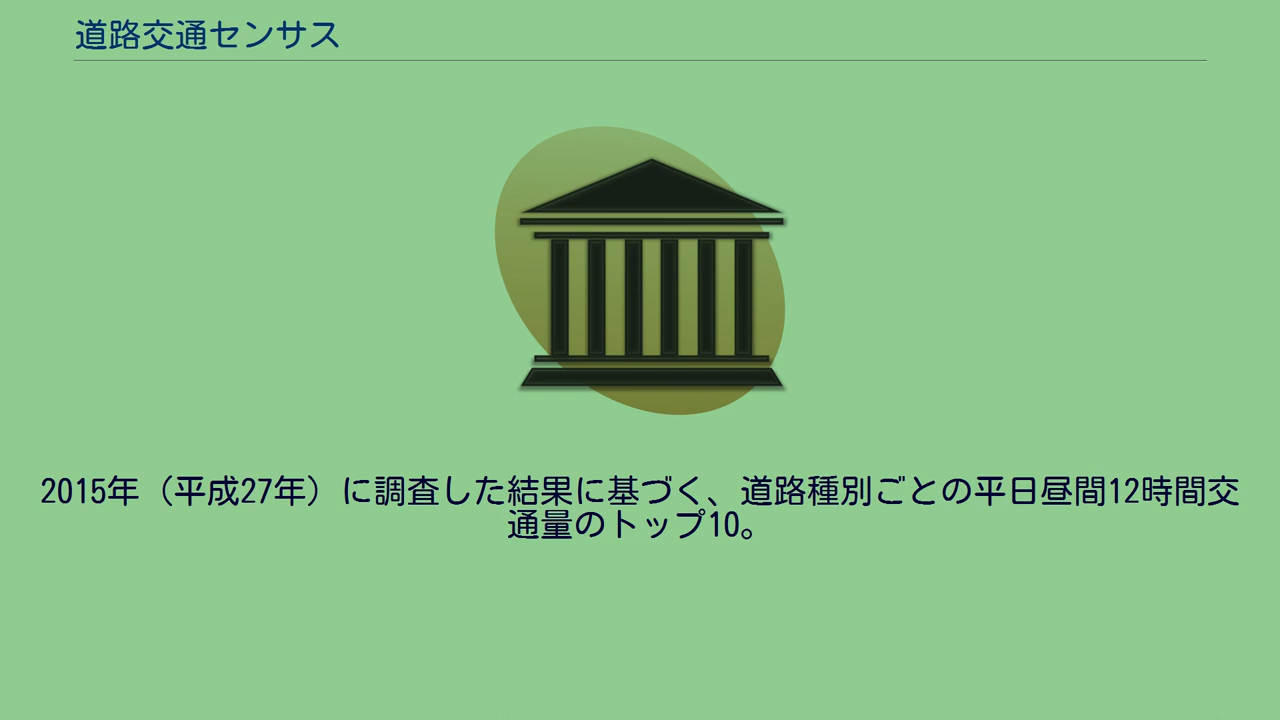 道路交通センサス
2015年（平成27年）に調査した結果に基づく、道路種別ごとの平日昼間12時間交
通量のトップ10。